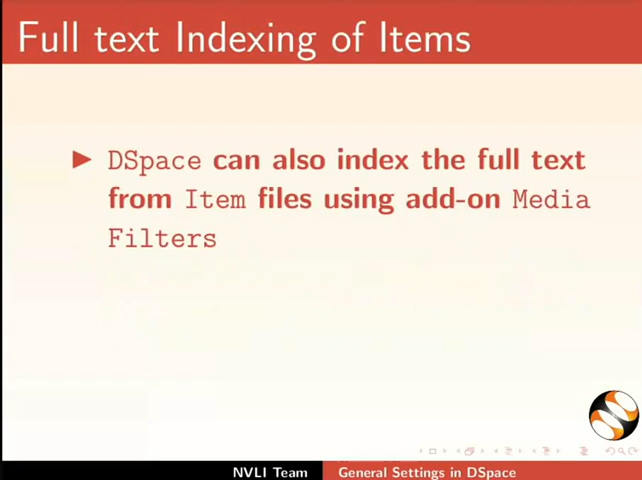 Full text Indexing of Items
DSpace can also index the full text
from Item files using add-on Media
Filters
NVLI Team General Settings in DSpace